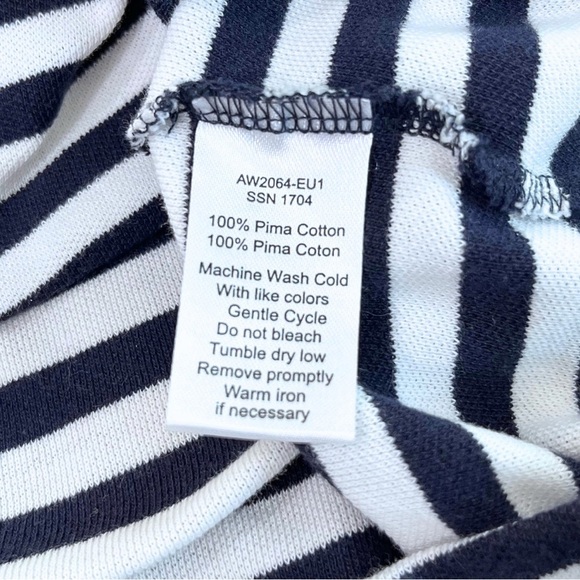 AW2064-EU1
SSN 1704
100% Pima Cotton
100% Pima Coton
Machine Wash Cold
With like colors
Gentle Cycle
Do not bleach
Tumble dry low
Remove promptly
Warm iron
if necessary